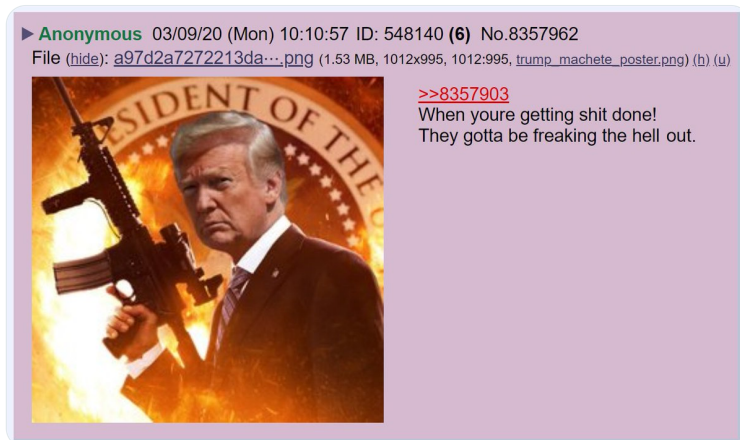 Anonymous 03/09/20 (Mon) 10:10:57 ID: 548140 (6) No.8357962
File (hide): a97d2a7272213da···.png (1.53 MB, 1012x995, 1012:995, trump_machete_poster.png) (h) (u)
ESIDENT OF THE
>>8357903
When youre getting shit done!
They gotta be freaking the hell out.